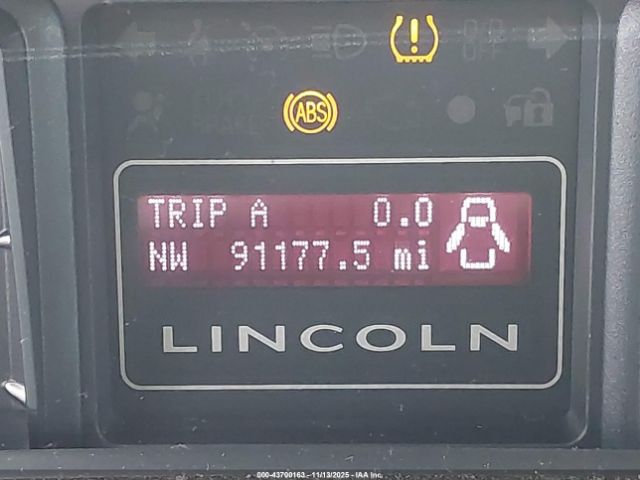 ABS
TRIP A 0.0
NW 91177.5 mi
LINCOLN
000-43700163 - 11/13/2025 - IAA Inc.